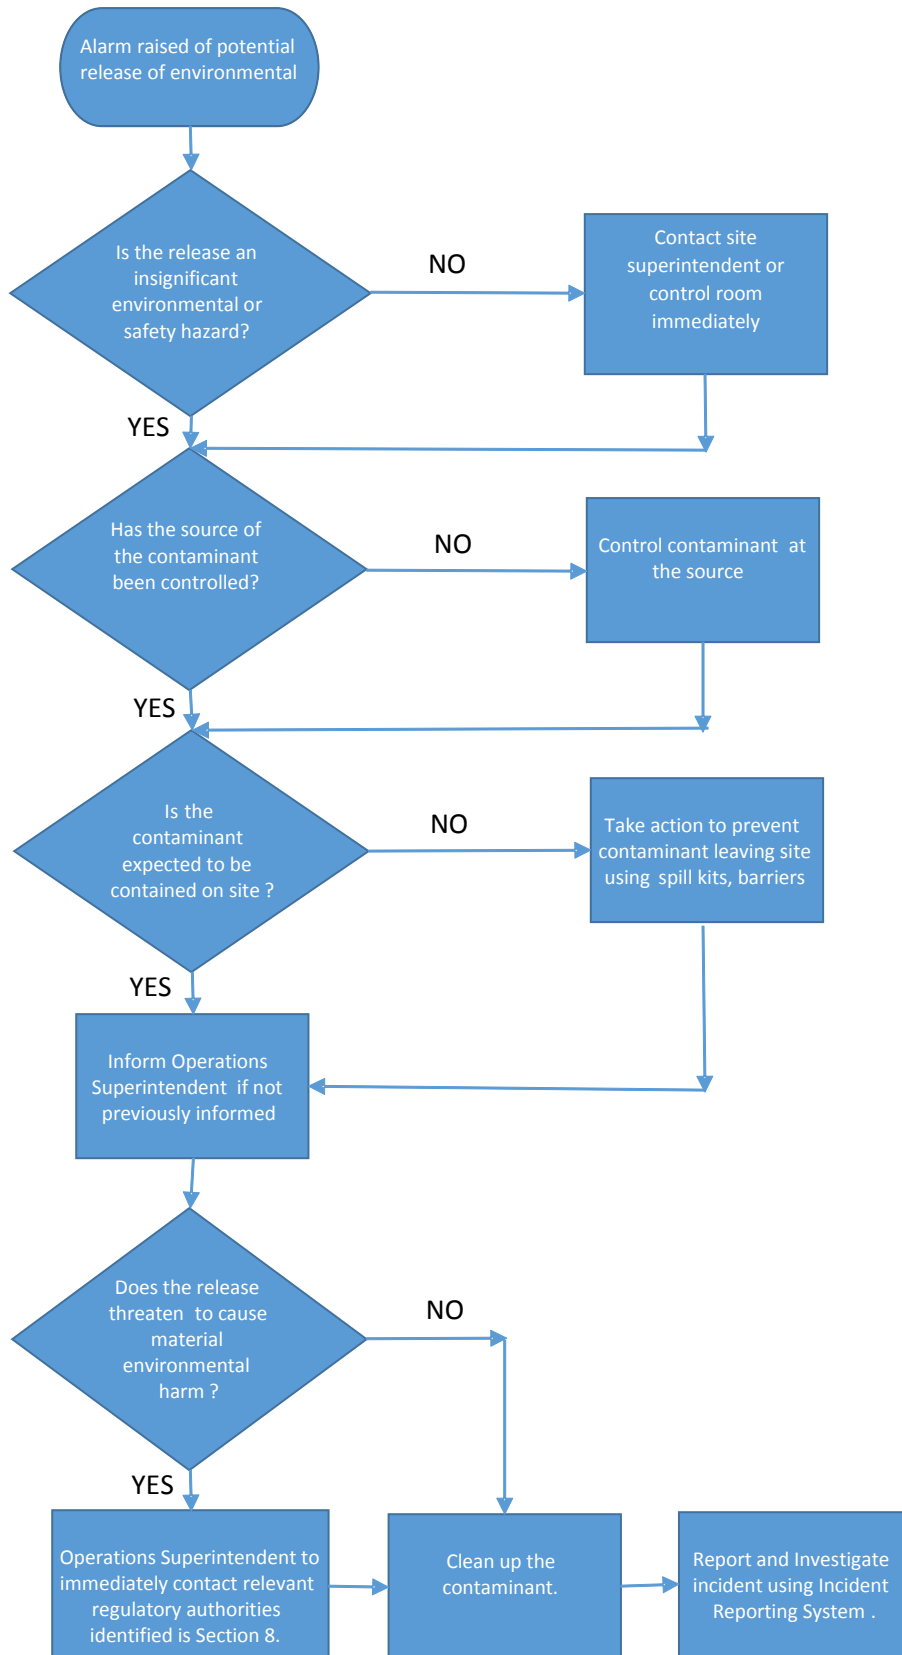 Alarm raised of potential
release of environmental
Is the release an
insignificant
environmental or
safety hazard?
NO
Contact site
superintendent or
control room
immediately
YES
Has the source of
the contaminant
been controlled?
NO
Control contaminant at
the source
YES
Is the
contaminant
expected to be
contained on site ?
NO
Take action to prevent
contaminant leaving site
using spill kits, barriers
YES
Inform Operations
Superintendent if not
previously informed
Does the release
threaten to cause
material
environmental
harm ?
NO
YES
Operations Superintendent to
immediately contact relevant
regulatory authorities
identified is Section 8.
Clean up the
contaminant.
Report and Investigate
incident using Incident
Reporting System .